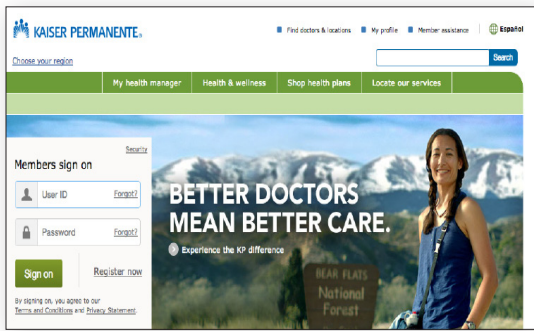 KAISER PERMANENTE®
Find doctors & locations
My profile
Member assistance
Español
Choose your region
Search
My health manager
Health & wellness
Shop health plans
Locate our services
Security
Members sign on
User ID
Forgot?
Password
Forgot?
Sign on
Register now
By signing on, you agree to our
Terms and Conditions and Privacy Statement.
BETTER DOCTORS
MEAN BETTER CARE.
Experience the KP difference
BEAR FLATS
National
Forest